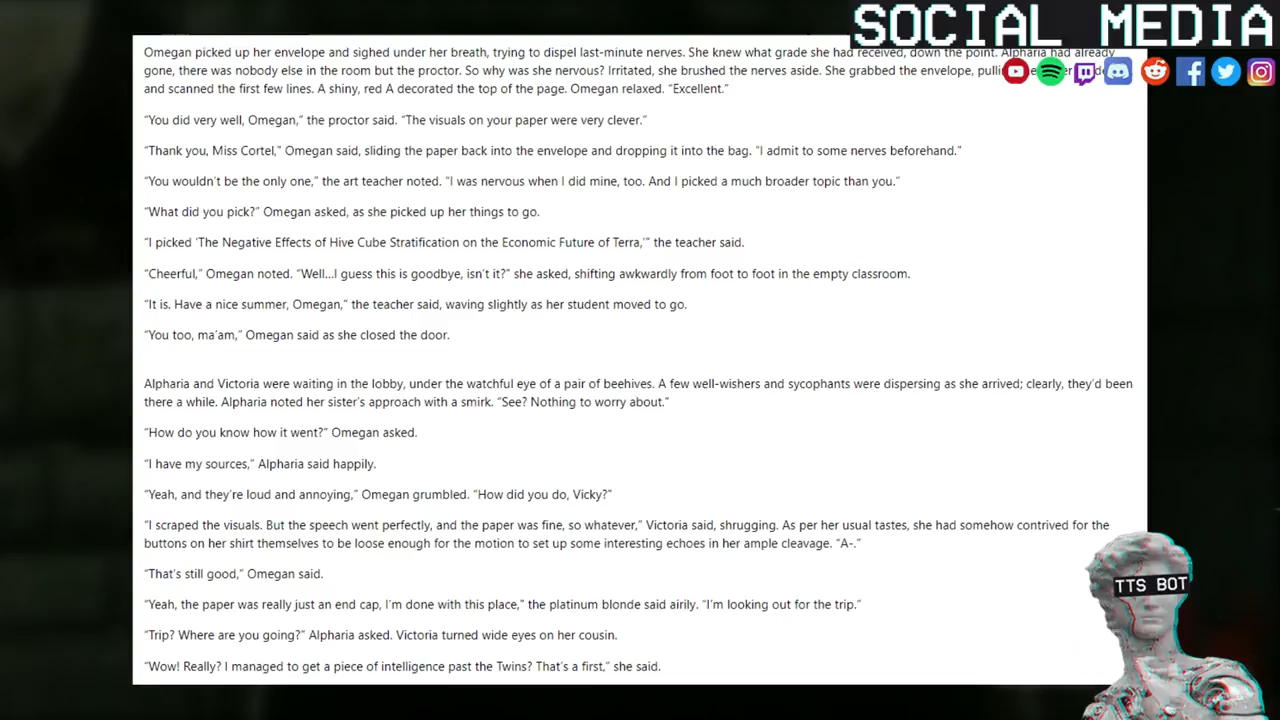 SOCIAL MEDIA
Omegan picked up her envelope and sighed under her breath, trying to dispel last-minute nerves. She knew what grade she had received, down the point. Alpharia had already
gone, there was nobody else in the room but the proctor. So why was she nervous? Irritated, she brushed the nerves aside. She grabbed the envelope,
and scanned the first few lines. A shiny, red A decorated the top of the page. Omegan relaxed. “Excellent.”
“You did very well, Omegan,” the proctor said. “The visuals on your paper were very clever.”
“Thank you, Miss Cortel,” Omegan said, sliding the paper back into the envelope and dropping it into the bag. “I admit to some nerves beforehand.”
“You wouldn’t be the only one,” the art teacher noted. “I was nervous when I did mine, too. And I picked a much broader topic than you.”
“What did you pick?” Omegan asked, as she picked up her things to go.
“I picked ‘The Negative Effects of Hive Cube Stratification on the Economic Future of Terra,’” the teacher said.
“Cheerful,” Omegan noted. “Well…I guess this is goodbye, isn’t it?” she asked, shifting awkwardly from foot to foot in the empty classroom.
“It is. Have a nice summer, Omegan,” the teacher said, waving slightly as her student moved to go.
“You too, ma’am,” Omegan said as she closed the door.
Alpharia and Victoria were waiting in the lobby, under the watchful eye of a pair of beehives. A few well-wishers and sycophants were dispersing as she arrived; clearly, they’d been
there a while. Alpharia noted her sister’s approach with a smirk. “See? Nothing to worry about.”
“How do you know how it went?” Omegan asked.
“I have my sources,” Alpharia said happily.
“Yeah, and they’re loud and annoying,” Omegan grumbled. “How did you do, Vicky?”
“I scraped the visuals. But the speech went perfectly, and the paper was fine, so whatever,” Victoria said, shrugging. As per her usual tastes, she had somehow contrived for the
buttons on her shirt themselves to be loose enough for the motion to set up some interesting echoes in her ample cleavage. “A-.”
“That’s still good,” Omegan said.
“Yeah, the paper was really just an end cap, I’m done with this place,” the platinum blonde said airily. “I’m looking out for the trip.”
“Trip? Where are you going?” Alpharia asked. Victoria turned wide eyes on her cousin.
“Wow! Really? I managed to get a piece of intelligence past the Twins? That’s a first,” she said.
TTS BOT